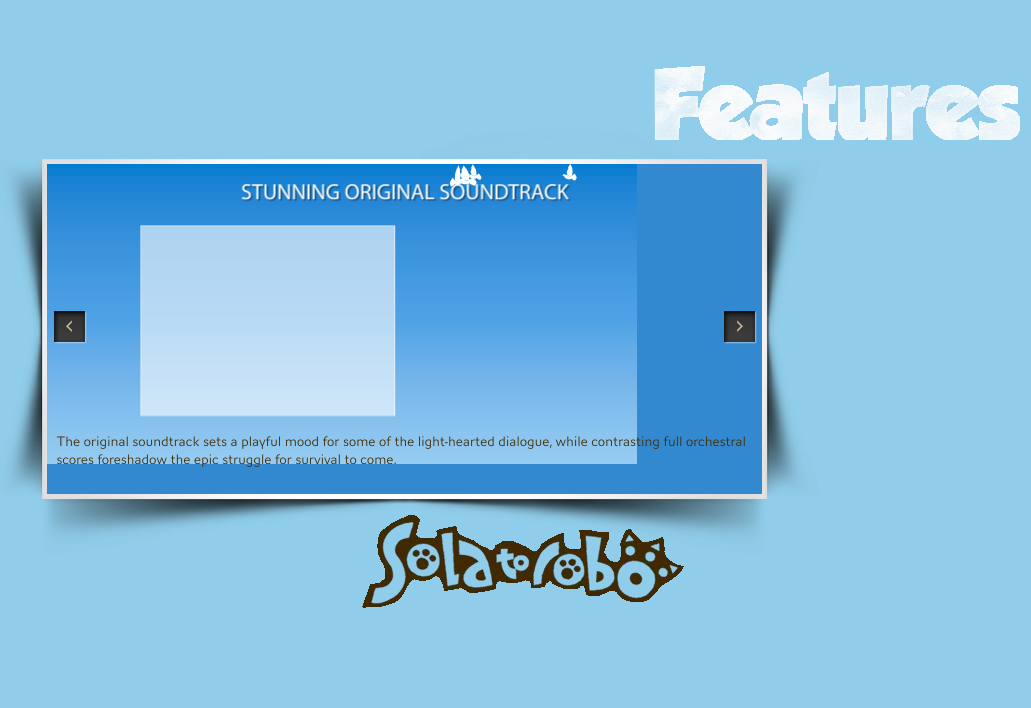 Features
STUNNING ORIGINAL SOUNDTRACK
The original soundtrack sets a playful mood for some of the light-hearted dialogue, while contrasting full orchestral
scores foreshadow the epic struggle for survival to come.
Solatorobo